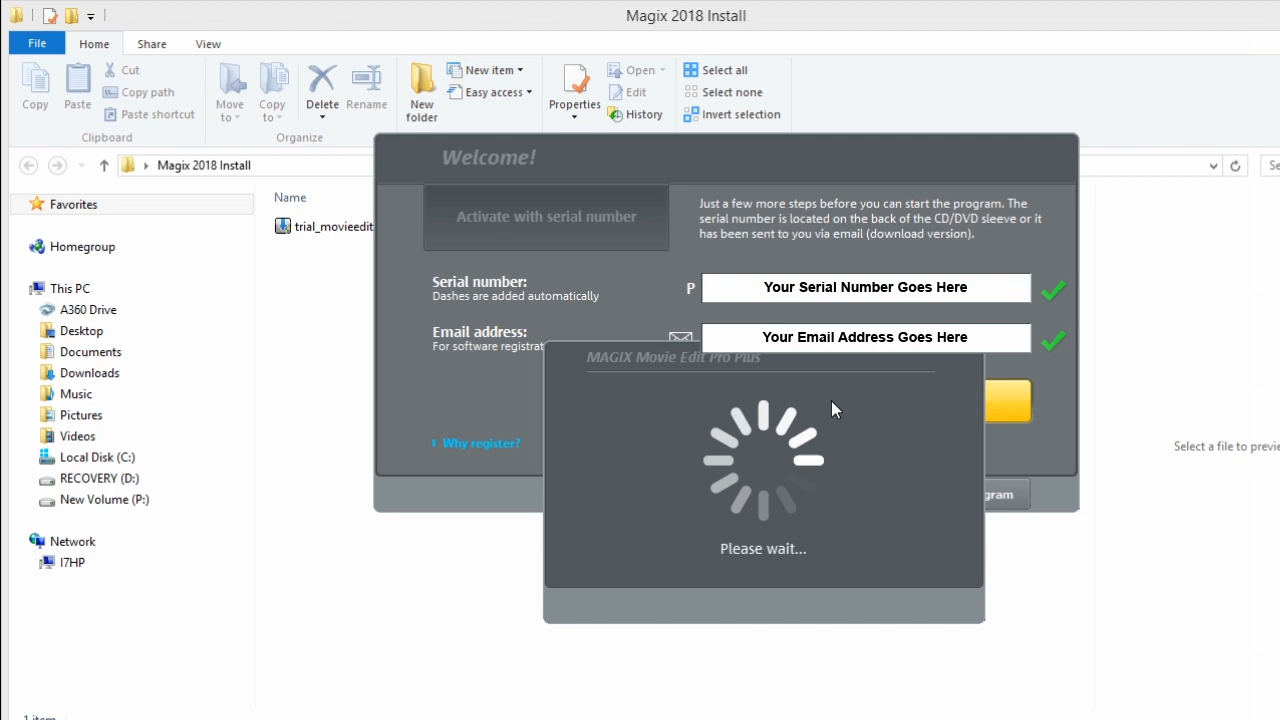 Magix 2018 Install
File
Home
Share
View
Copy
Paste
Cut
Copy path
Paste shortcut
Clipboard
Move to
Copy to
Delete
Rename
Organize
New folder
New item
Easy access
Properties
Open
Edit
History
Select all
Select none
Invert selection
Magix 2018 Install
Se
Favorites
Homegroup
This PC
A360 Drive
Desktop
Documents
Downloads
Music
Pictures
Videos
Local Disk (C:)
RECOVERY (D:)
New Volume (P:)
Network
I7HP
Name
trial_movieedit
Welcome!
Activate with serial number
Just a few more steps before you can start the program. The
serial number is located on the back of the CD/DVD sleeve or it
has been sent to you via email (download version).
Serial number:
Dashes are added automatically
P
Your Serial Number Goes Here
Email address:
For software registrat
Your Email Address Goes Here
Why register?
gram
MAGIX Movie Edit Pro Plus
Please wait...
Select a file to previe
1 item